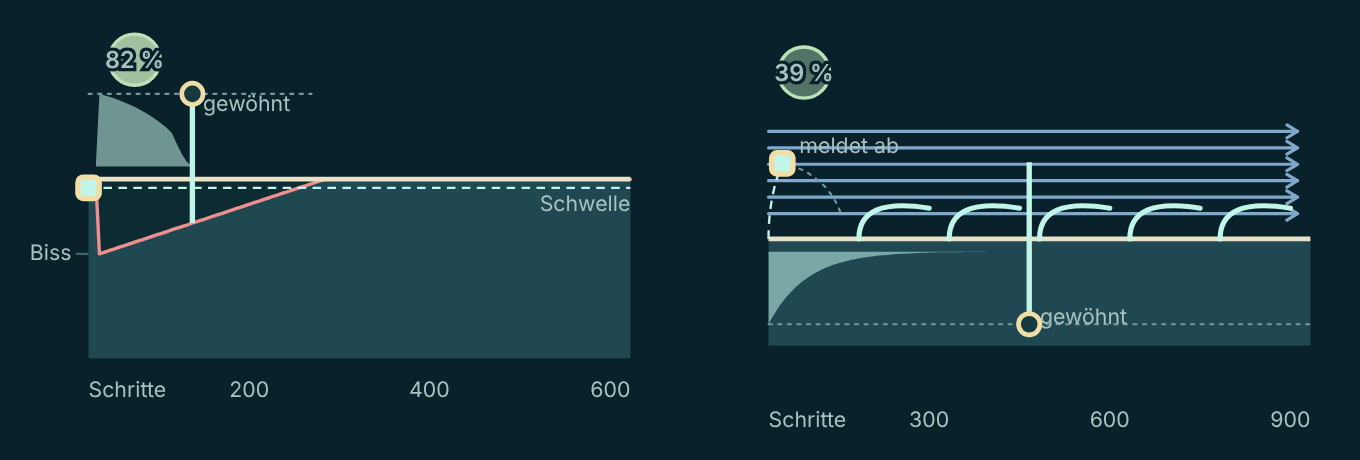 82 %
gewöhnt
Schwelle
Biss
Schritte 200 400 600
39 %
meldet ab
gewöhnt
Schritte 300 600 900